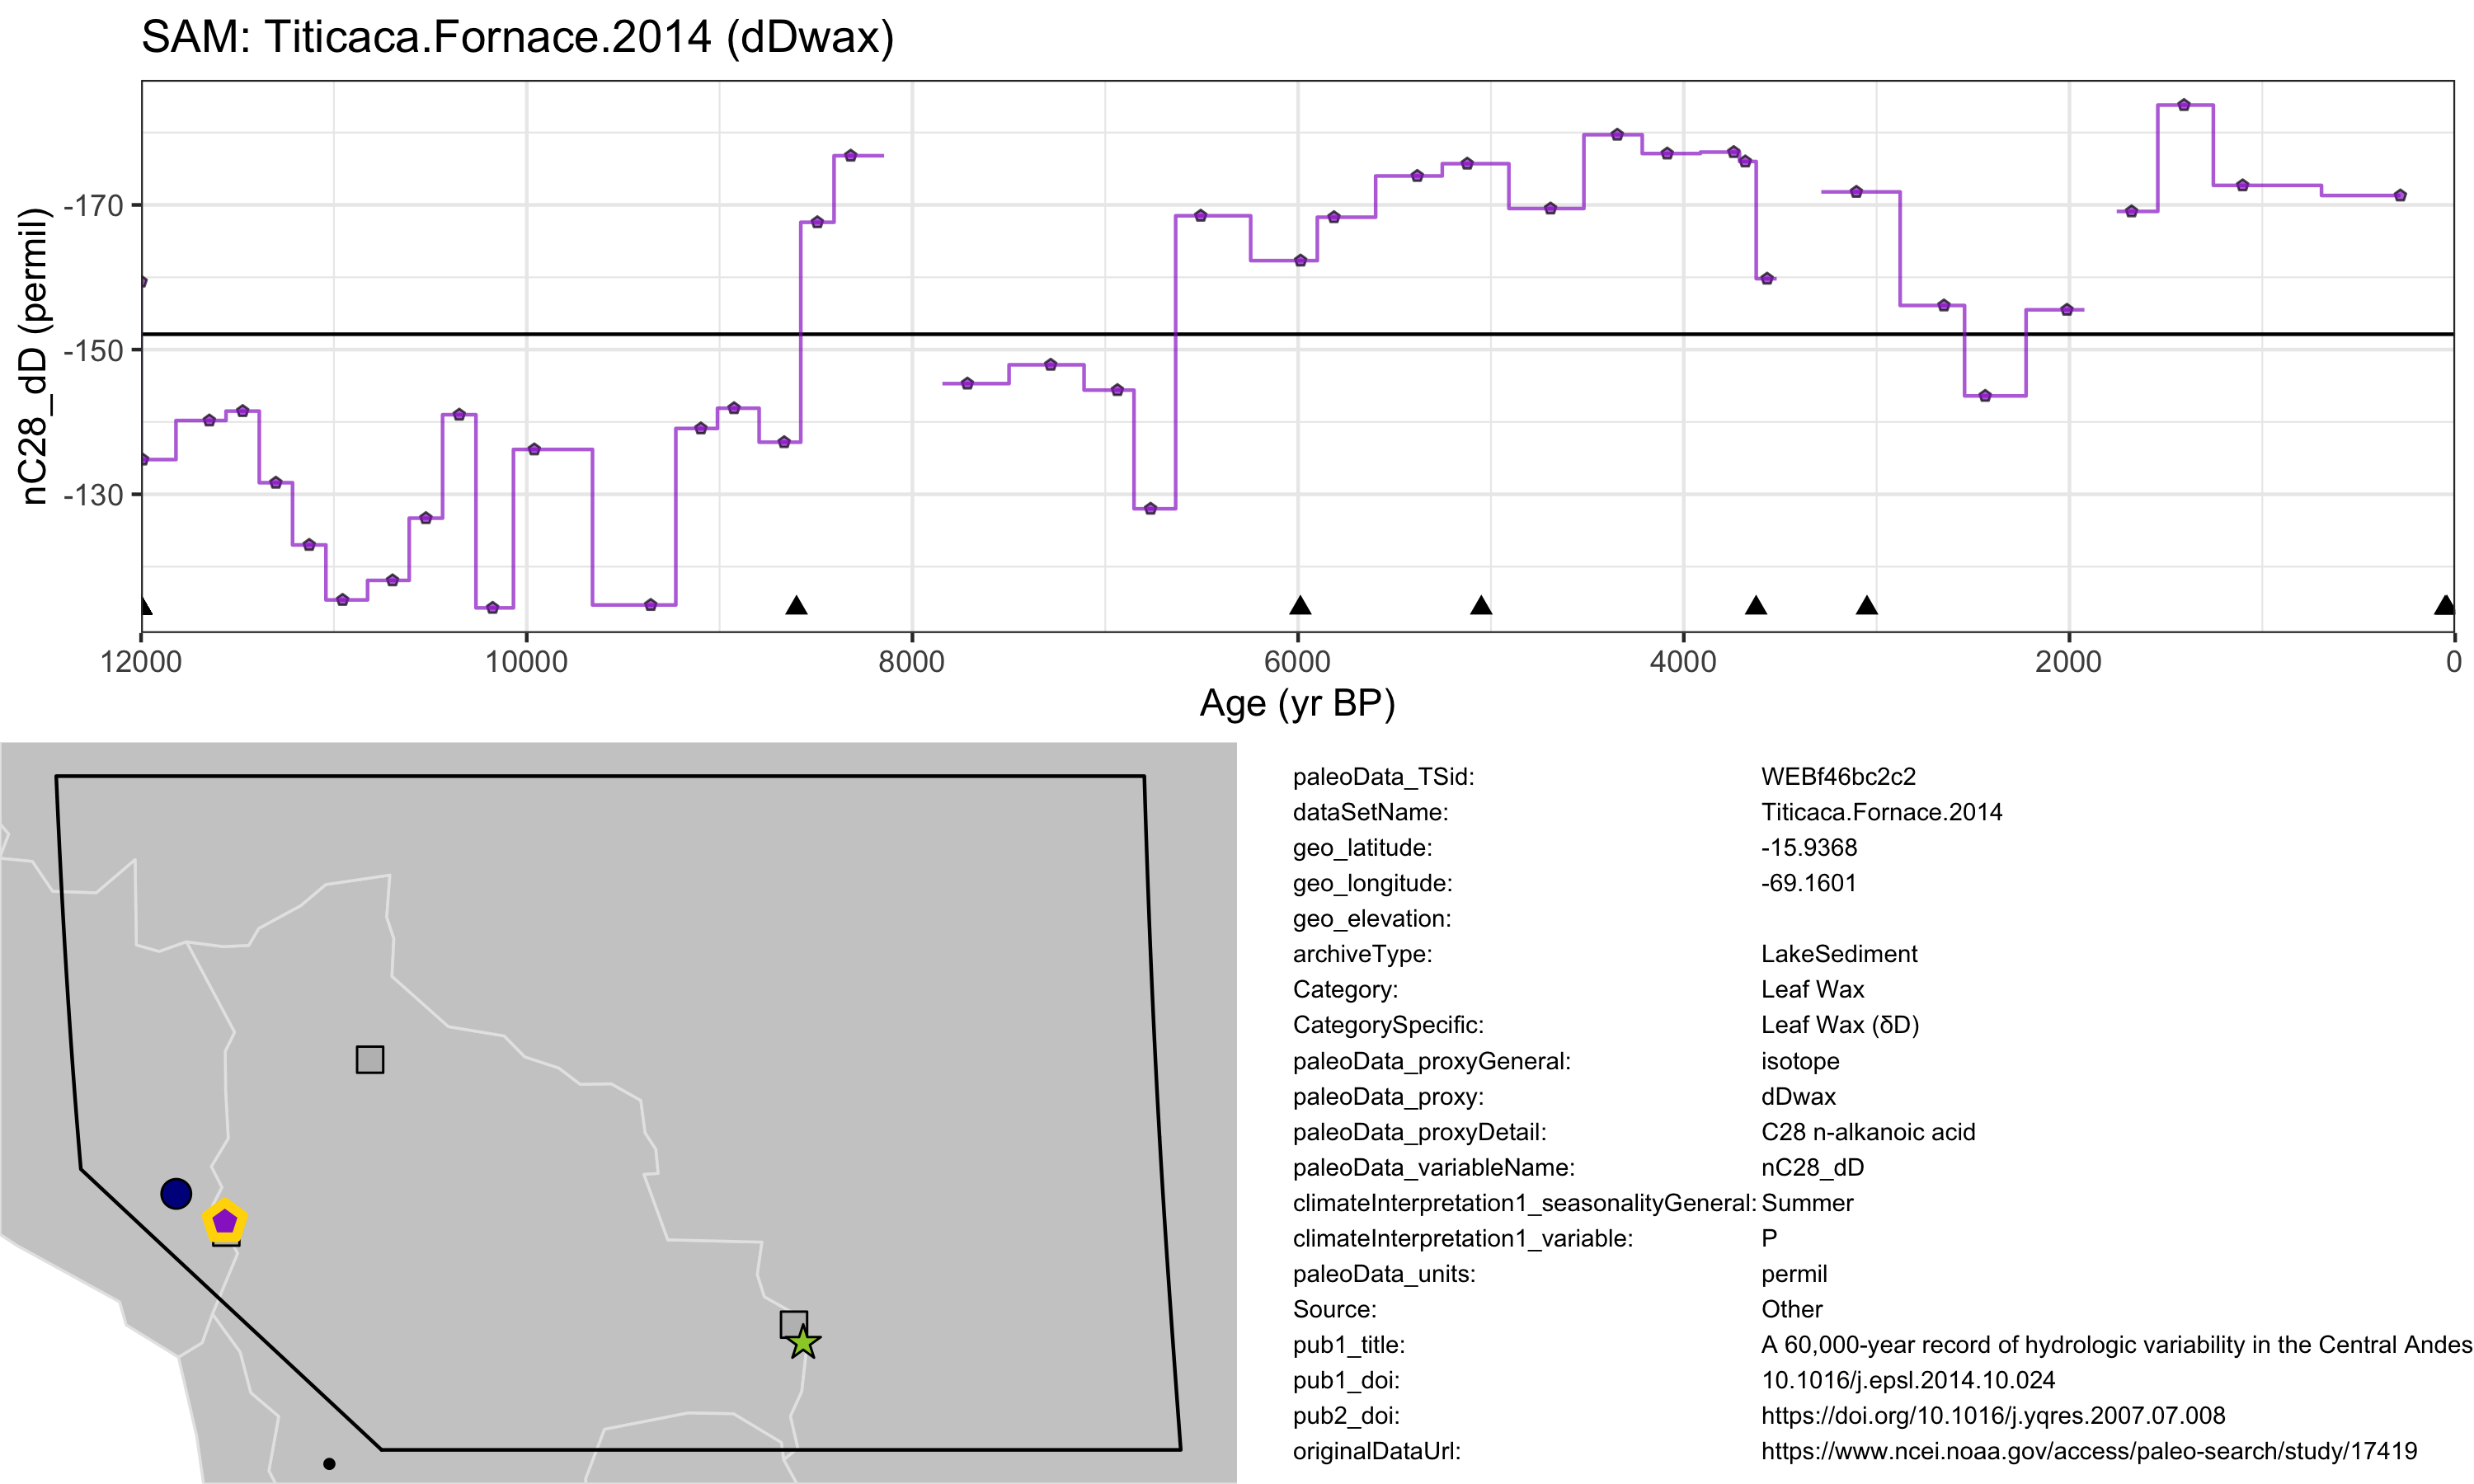 SAM: Titicaca.Fornace.2014 (dDwax)
nC28_dD (permil)
-170
-150
-130
12000 10000 8000 6000 4000 2000 0
Age (yr BP)
paleoData_TSid: WEBf46bc2c2
dataSetName: Titicaca.Fornace.2014
geo_latitude: -15.9368
geo_longitude: -69.1601
geo_elevation:
archiveType: LakeSediment
Category: Leaf Wax
CategorySpecific: Leaf Wax (δD)
paleoData_proxyGeneral: isotope
paleoData_proxy: dDwax
paleoData_proxyDetail: C28 n-alkanoic acid
paleoData_variableName: nC28_dD
climateInterpretation1_seasonalityGeneral: Summer
climateInterpretation1_variable: P
paleoData_units: permil
Source: Other
pub1_title: A 60,000-year record of hydrologic variability in the Central Andes
pub1_doi: 10.1016/j.epsl.2014.10.024
pub2_doi: https://doi.org/10.1016/j.yqres.2007.07.008
originalDataUrl: https://www.ncei.noaa.gov/access/paleo-search/study/17419